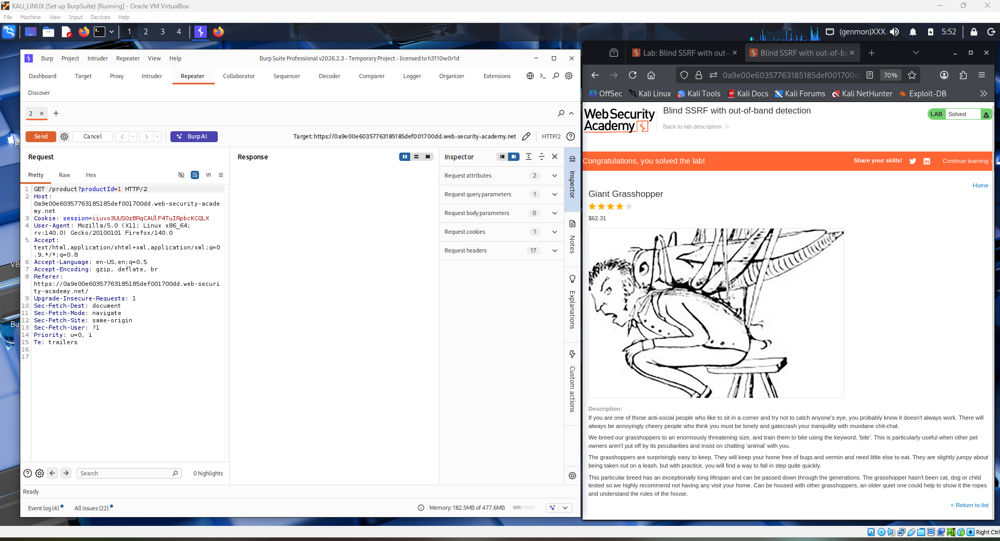 KALI_LINUX (Set up BurpSuite) [Running] - Oracle VM VirtualBox
File Machine View Input Devices Help
1 2 3 4
(genmon)XXX 5:52
Burp Project Intruder Repeater View Help
Burp Suite Professional v2026.2.3 - Temporary Project - licensed to h3110w0r1d
Dashboard Target Proxy Intruder Repeater Collaborator Sequencer Decoder Comparer Logger Organizer Extensions
Discover
2 × +
Send Cancel Burp AI
Target: https://0a9e00e60357763185185def001700dd.web-security-academy.net HTTP/2
Request
Pretty Raw Hex \n
1 GET /product?productId=1 HTTP/2
2 Host:
0a9e00e60357763185185def001700dd.web-security-acade
my.net
3 Cookie: session=iiuvo3UUS0zBRqCAUlF4TuIRpbcKCQLX
4 User-Agent: Mozilla/5.0 (X11; Linux x86_64;
rv:140.0) Gecko/20100101 Firefox/140.0
5 Accept:
text/html,application/xhtml+xml,application/xml;q=0
.9,*/*;q=0.8
6 Accept-Language: en-US,en;q=0.5
7 Accept-Encoding: gzip, deflate, br
8 Referer:
https://0a9e00e60357763185185def001700dd.web-securi
ty-academy.net/
9 Upgrade-Insecure-Requests: 1
10 Sec-Fetch-Dest: document
11 Sec-Fetch-Mode: navigate
12 Sec-Fetch-Site: same-origin
13 Sec-Fetch-User: ?1
14 Priority: u=0, i
15 Te: trailers
16
17
Search
0 highlights
Response
Inspector
Request attributes 2
Request query parameters 1
Request body parameters 0
Request cookies 1
Request headers 17
Inspector
Notes
Explanations
Custom actions
Ready
Event log (4) All issues (22)
Memory: 182.5MB of 477.6MB
Lab: Blind SSRF with out-
Blind SSRF with out-of-ba
0a9e00e60357763185185def001700d
70%
OffSec Kali Linux Kali Tools Kali Docs Kali Forums Kali NetHunter Exploit-DB
Web Security
Academy
Blind SSRF with out-of-band detection
Back to lab description
LAB Solved
Congratulations, you solved the lab!
Share your skills!
Continue learning
Home
Giant Grasshopper
$62.31
Description:
If you are one of those anti-social people who like to sit in a corner and try not to catch anyone's eye, you probably know it doesn't always work. There will
always be annoyingly cheery people who think you must be lonely and gatecrash your tranquility with mundane chit-chat.
We breed our grasshoppers to an enormously threatening size, and train them to bite using the keyword, 'bite'. This is particularly useful when other pet
owners aren't put off by its peculiarities and insist on chatting 'animal' with you.
The grasshoppers are surprisingly easy to keep. They will keep your home free of bugs and vermin and need little else to eat. They are slightly jumpy about
being taken out on a leash, but with practice, you will find a way to fall in step quite quickly.
This particular breed has an exceptionally long lifespan and can be passed down through the generations. The grasshopper hasn't been cat, dog or child
tested so we highly recommend not having any visit your home. Can be housed with other grasshoppers, an older quiet one could help to show it the ropes
and understand the rules of the house.
< Return to list
VB
Bu
Right Ctrl